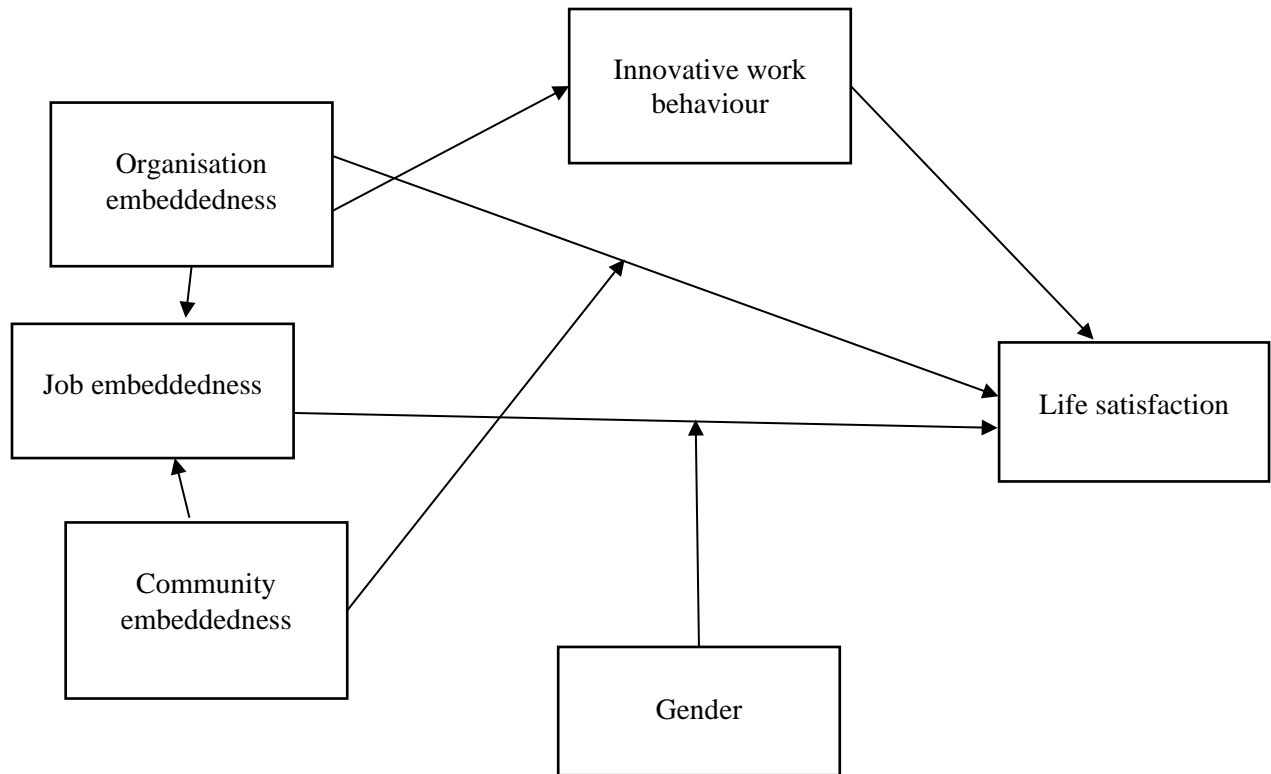 Innovative work
behaviour
Organisation
embeddedness
Job embeddedness
Life satisfaction
Community
embeddedness
Gender